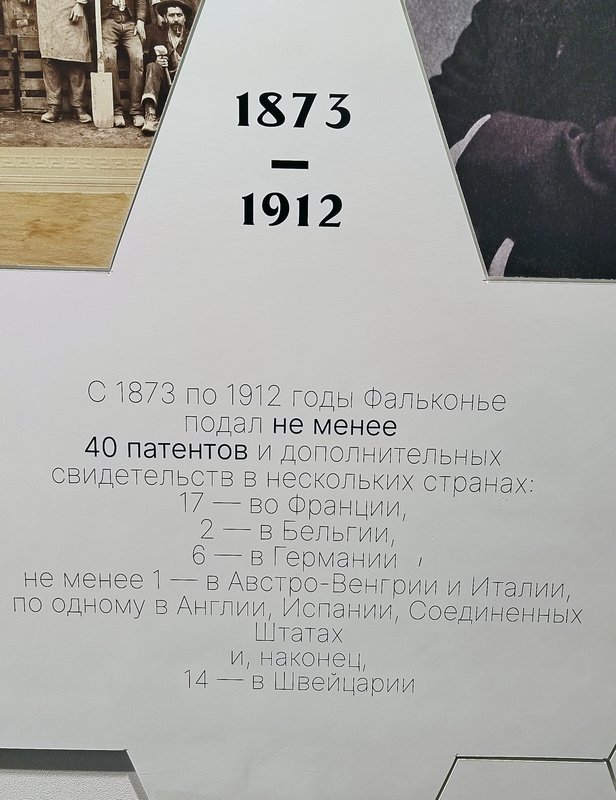 1873
—
1912
С 1873 по 1912 годы Фальконье
подал не менее
40 патентов и дополнительных
свидетельств в нескольких странах:
17 — во Франции,
2 — в Бельгии,
6 — в Германии ,
не менее 1 — в Австро-Венгрии и Италии,
по одному в Англии, Испании, Соединенных
Штатах
и, наконец,
14 — в Швейцарии